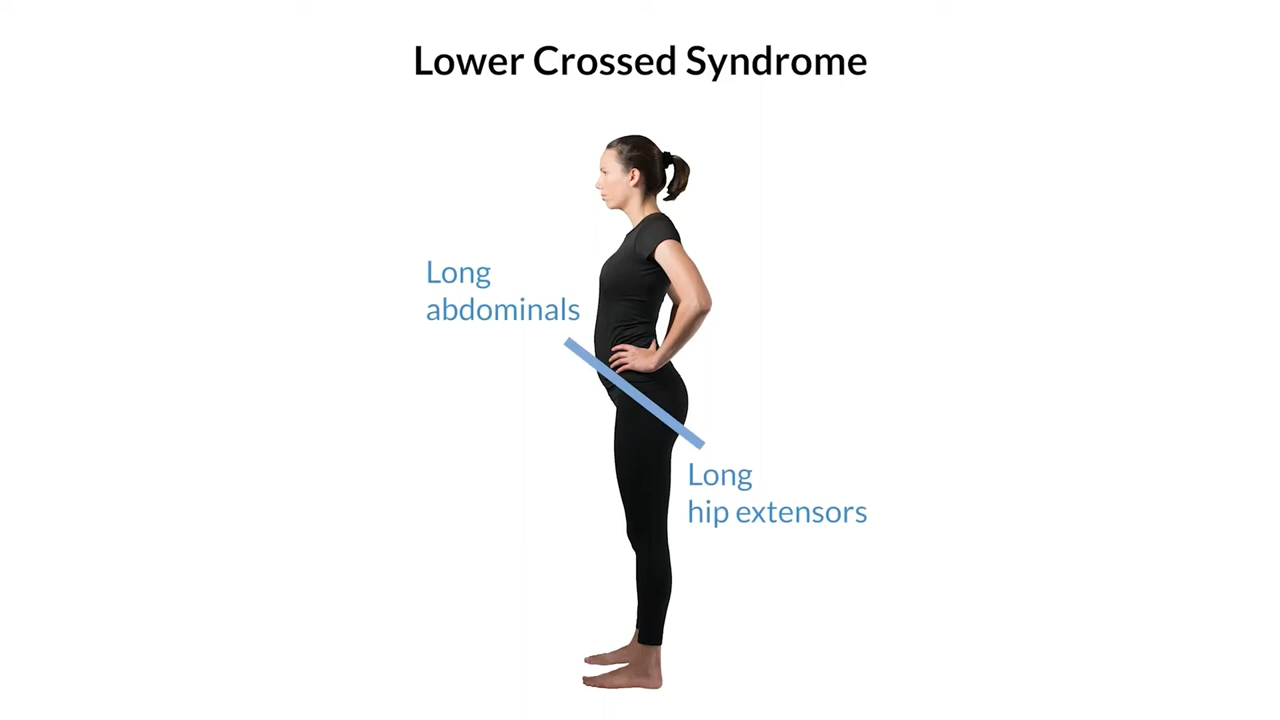 Lower Crossed Syndrome
Long
abdominals
Long
hip extensors